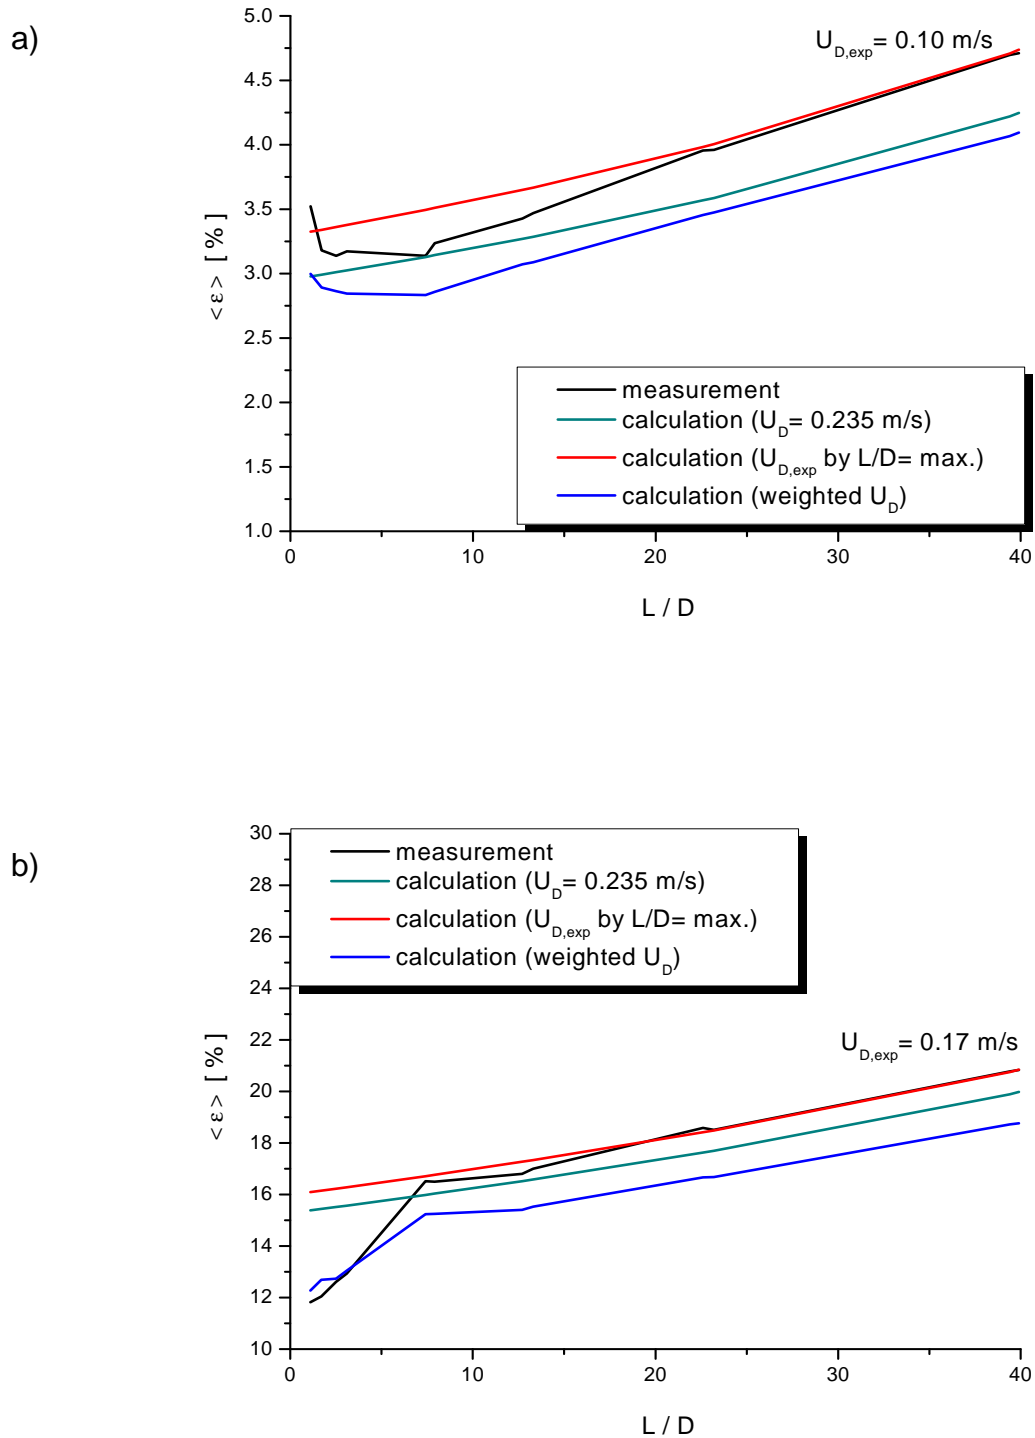 a)
U_D,exp= 0.10 m/s
5.0
4.5
4.0
3.5
3.0
2.5
2.0
1.5
1.0
< ε > [ % ]
measurement
calculation (U_D= 0.235 m/s)
calculation (U_D,exp by L/D= max.)
calculation (weighted U_D)
0 10 20 30 40
L / D
b)
measurement
calculation (U_D= 0.235 m/s)
calculation (U_D,exp by L/D= max.)
calculation (weighted U_D)
U_D,exp= 0.17 m/s
30
28
26
24
22
20
18
16
14
12
10
< ε > [ % ]
0 10 20 30 40
L / D